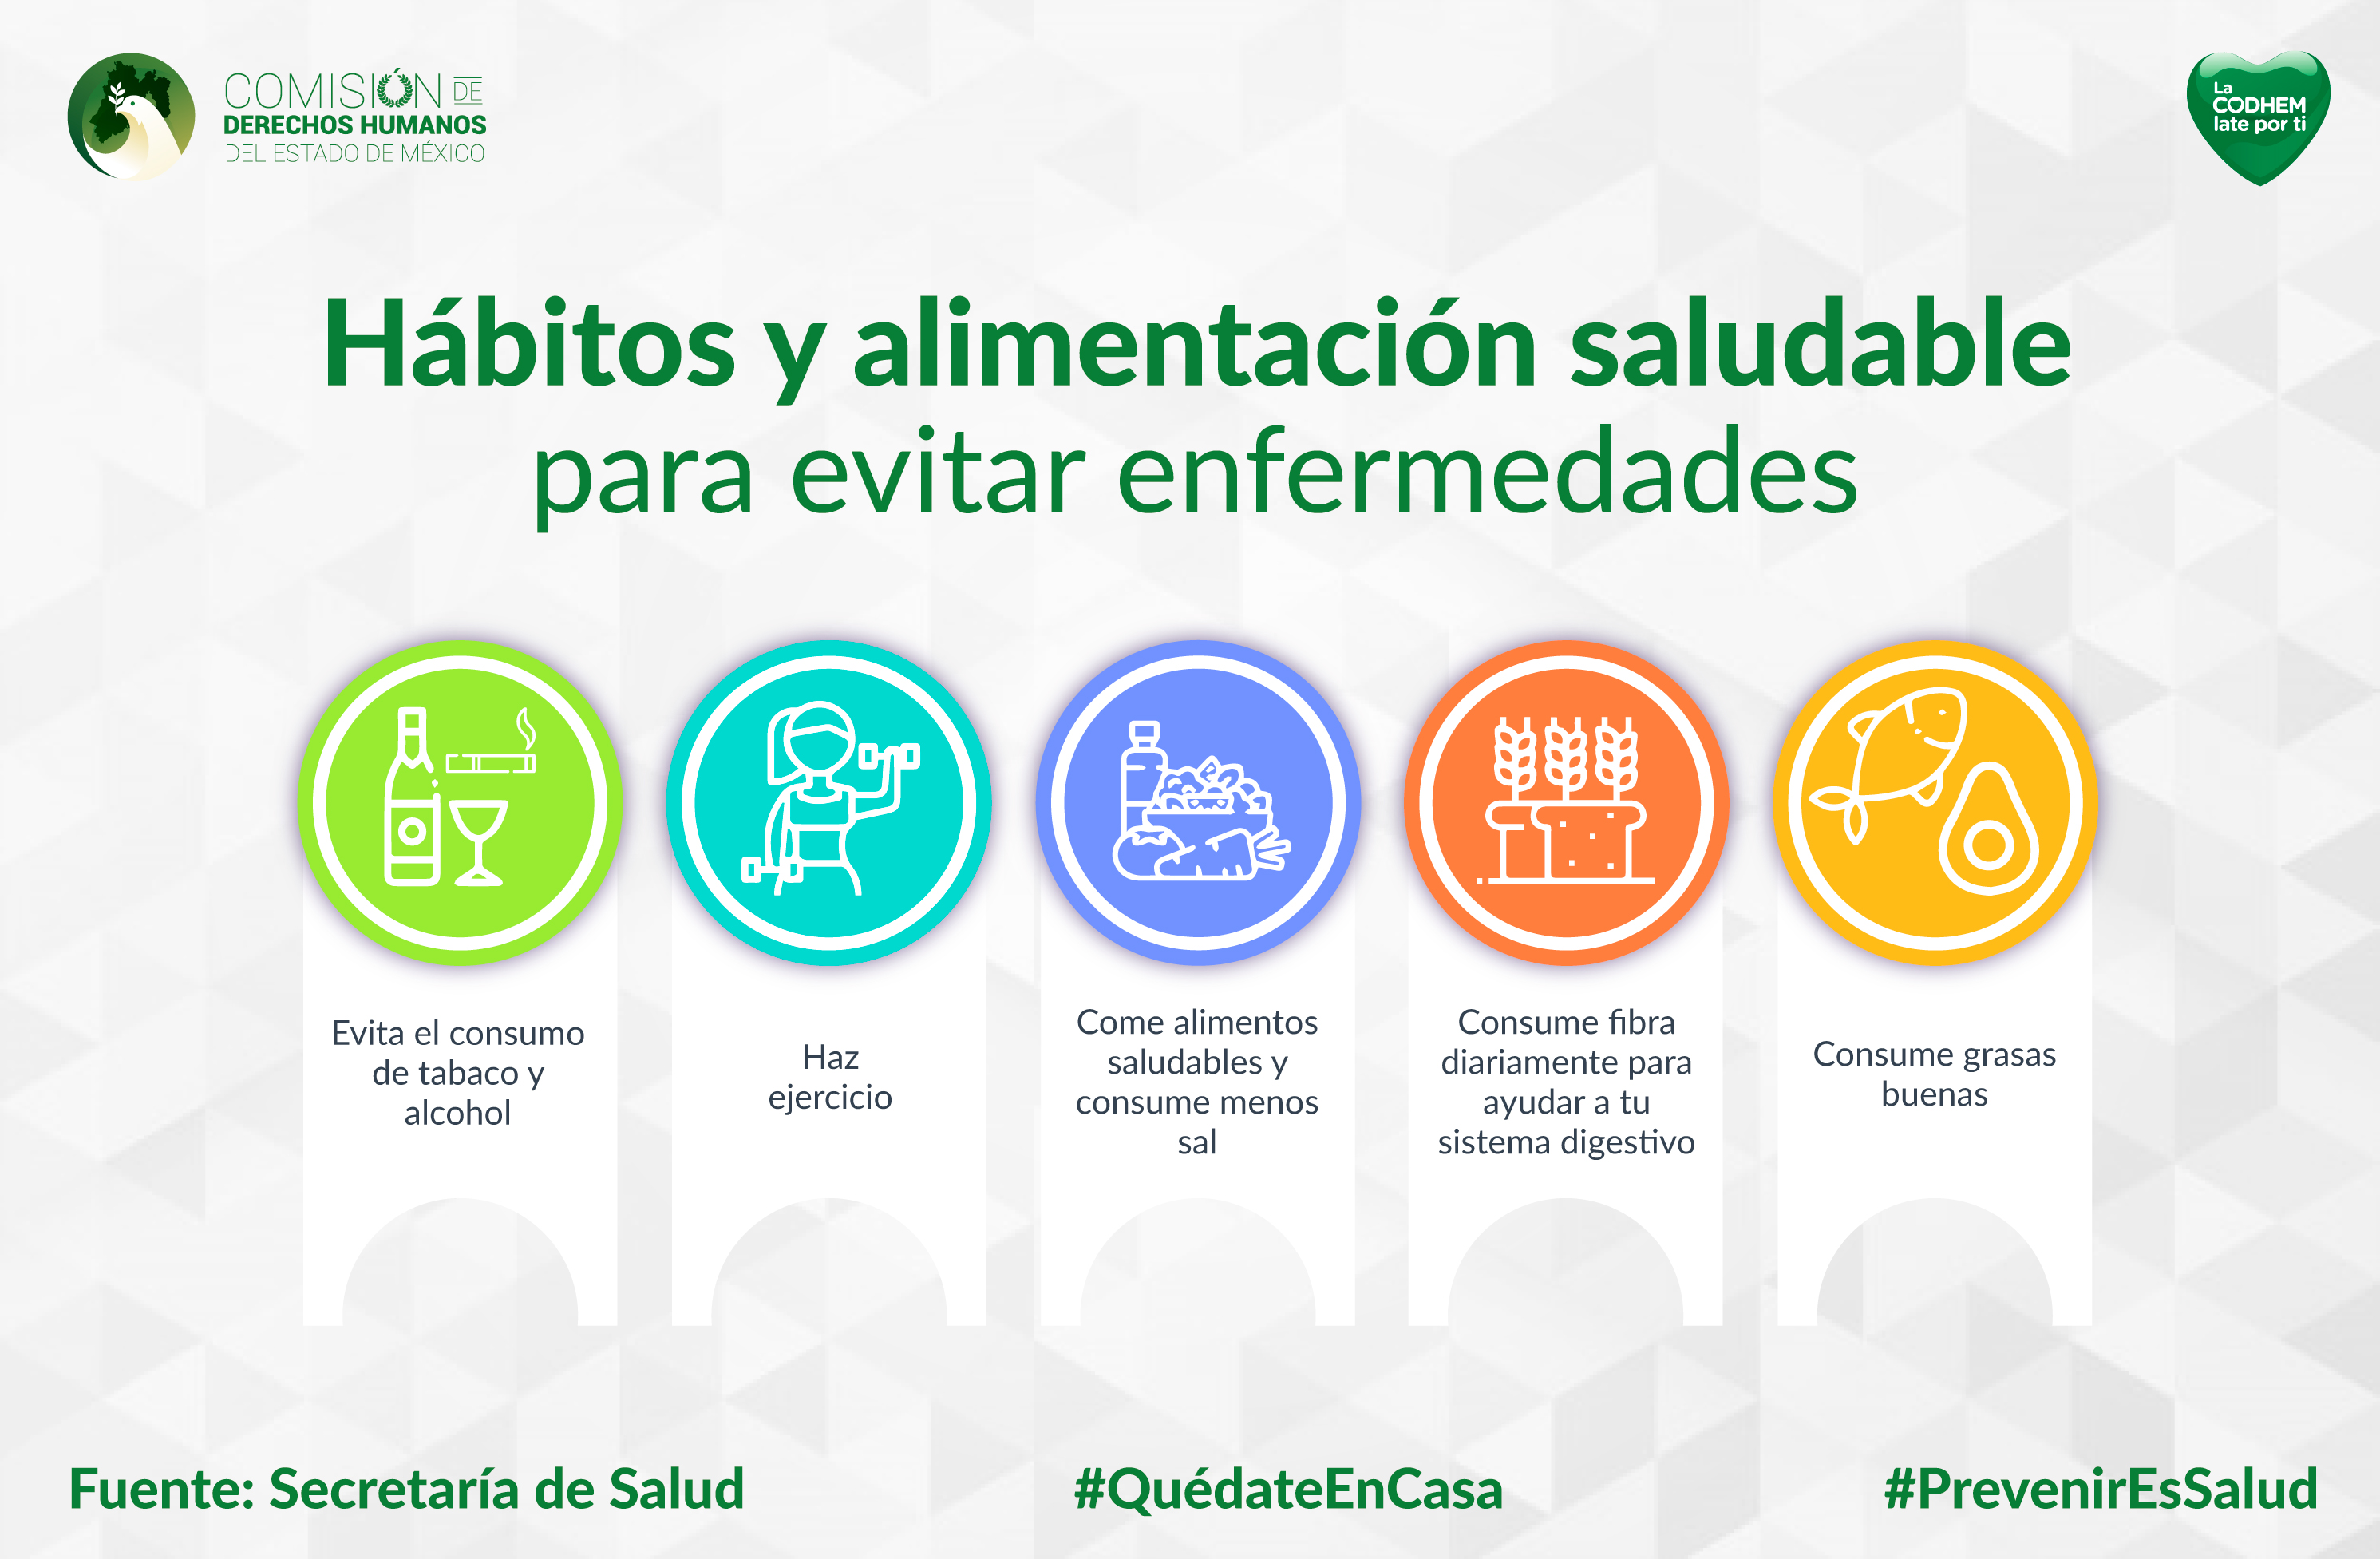 COMISIÓN DE
DERECHOS HUMANOS
DEL ESTADO DE MÉXICO
La
CODHEM
late por ti
Hábitos y alimentación saludable
para evitar enfermedades
Evita el consumo
de tabaco y
alcohol
Haz
ejercicio
Come alimentos
saludables y
consume menos
sal
Consume fibra
diariamente para
ayudar a tu
sistema digestivo
Consume grasas
buenas
Fuente: Secretaría de Salud
#QuédateEnCasa
#PrevenirEsSalud